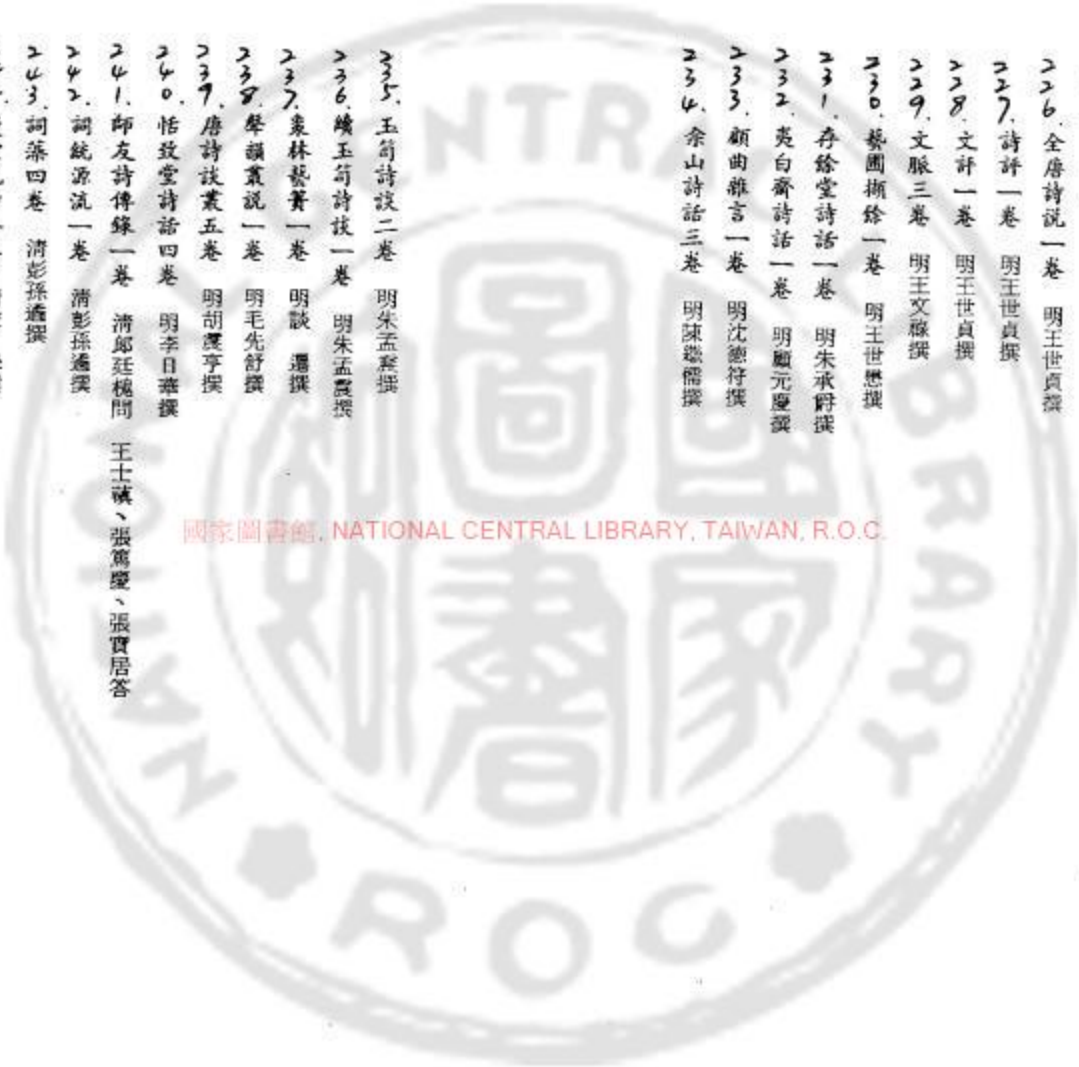 226. 全唐詩說一卷 明王世貞撰
227. 詩評一卷 明王世貞撰
228. 文評一卷 明王世貞撰
229. 文脈三卷 明王文祿撰
230. 藝圃擷餘一卷 明王世懋撰
231. 存餘堂詩話一卷 明朱承爵撰
232. 夷白齋詩話一卷 明顧元慶撰
233. 顧曲雜言一卷 明沈德符撰
234. 佘山詩話三卷 明陳繼儒撰
235. 玉笥詩談二卷 明朱孟震撰
236. 續玉笥詩談一卷 明朱孟震撰
237. 藝 一卷 明談 遷撰
238. 聲韻叢說一卷 明毛先舒撰
239. 唐詩談叢五卷 明胡震亨撰
240. 恬致堂詩話四卷 明李日華撰
241. 師友詩傳錄一卷 清郎廷槐問 王士禛、張篤慶、張實居答
242. 詞統源流一卷 清彭孫遹撰
243. 詞藻四卷 清彭孫遹撰
國家圖書館, NATIONAL CENTRAL LIBRARY, TAIWAN, R.O.C.
NATIONAL CENTRAL LIBRARY
ROC
國家圖書